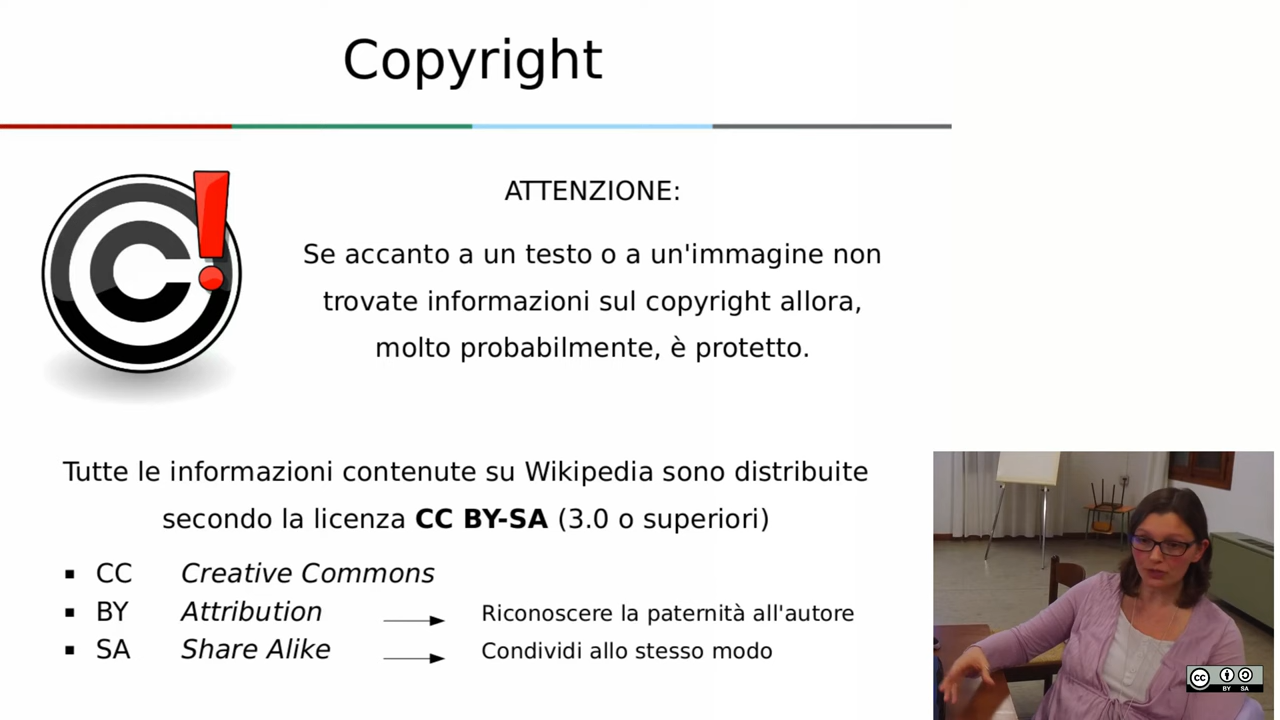 Copyright
ATTENZIONE:
Se accanto a un testo o a un'immagine non
trovate informazioni sul copyright allora,
molto probabilmente, è protetto.
Tutte le informazioni contenute su Wikipedia sono distribuite
secondo la licenza CC BY-SA (3.0 o superiori)
▪ CC Creative Commons
▪ BY Attribution → Riconoscere la paternità all'autore
▪ SA Share Alike → Condividi allo stesso modo
cc BY SA